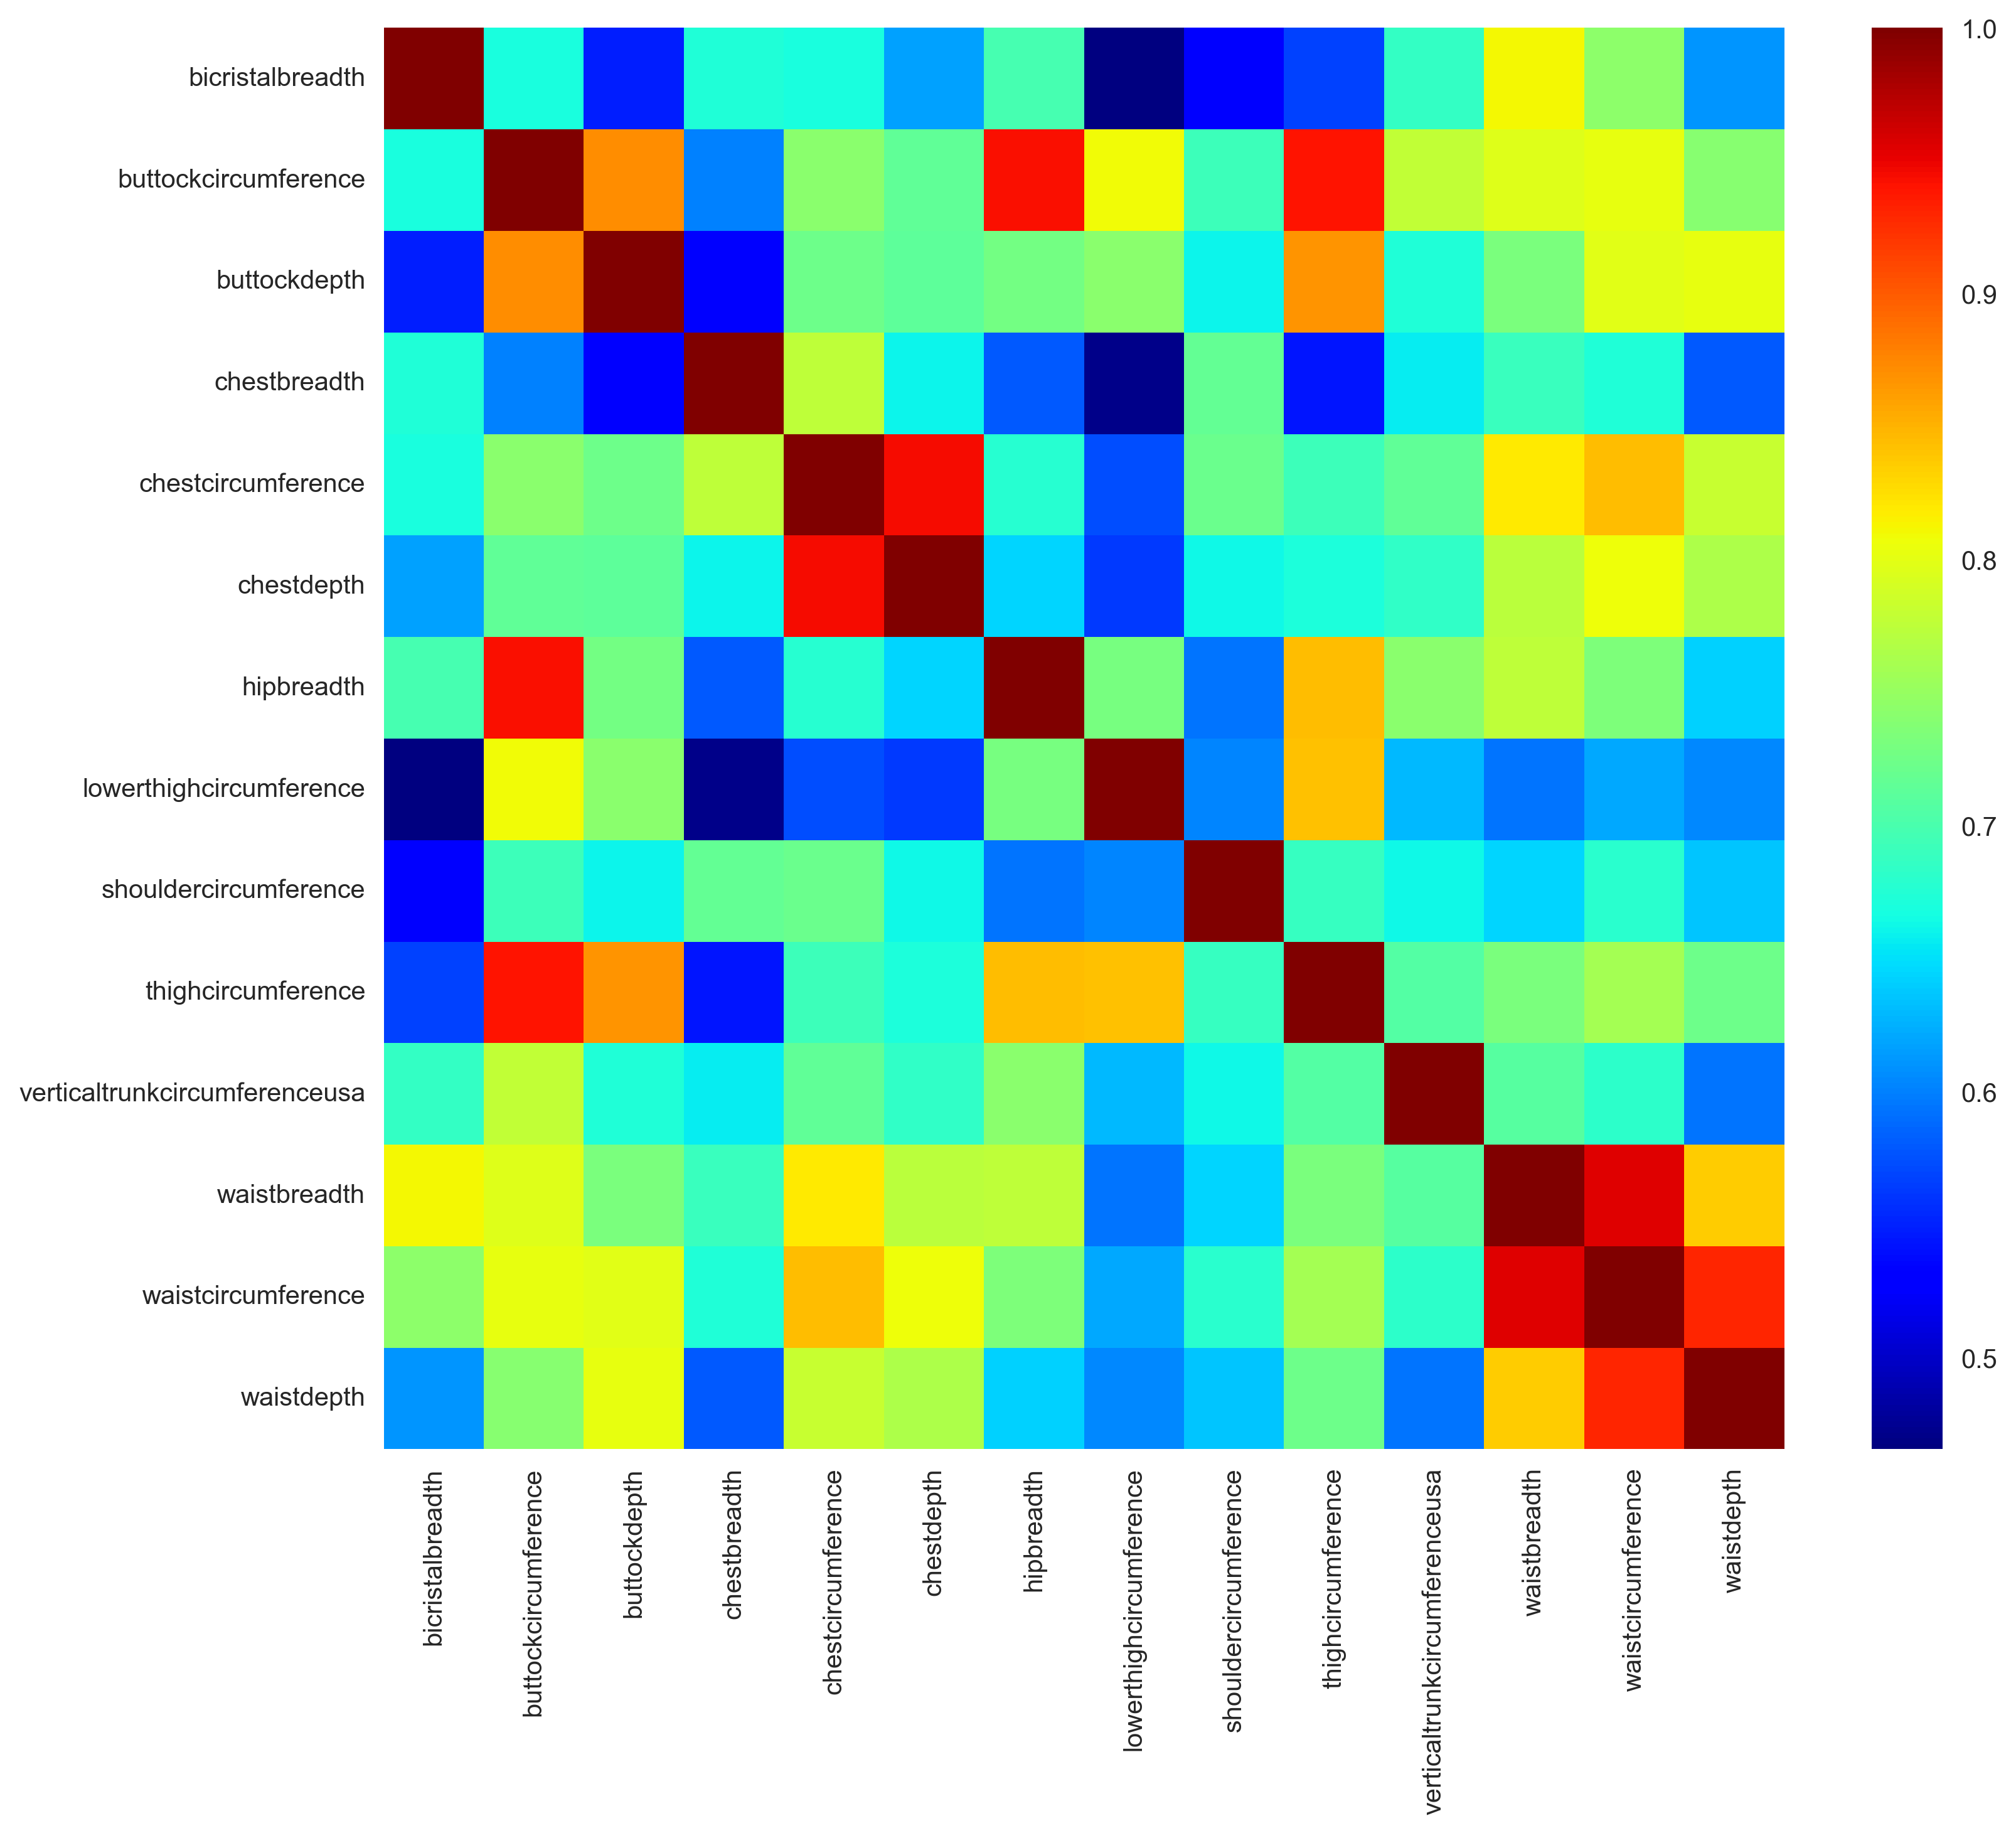 bicristalbreadth
buttockcircumference
buttockdepth
chestbreadth
chestcircumference
chestdepth
hipbreadth
lowerthighcircumference
shouldercircumference
thighcircumference
verticaltrunkcircumferenceusa
waistbreadth
waistcircumference
waistdepth
bicristalbreadth
buttockcircumference
buttockdepth
chestbreadth
chestcircumference
chestdepth
hipbreadth
lowerthighcircumference
shouldercircumference
thighcircumference
verticaltrunkcircumferenceusa
waistbreadth
waistcircumference
waistdepth
1.0
0.9
0.8
0.7
0.6
0.5